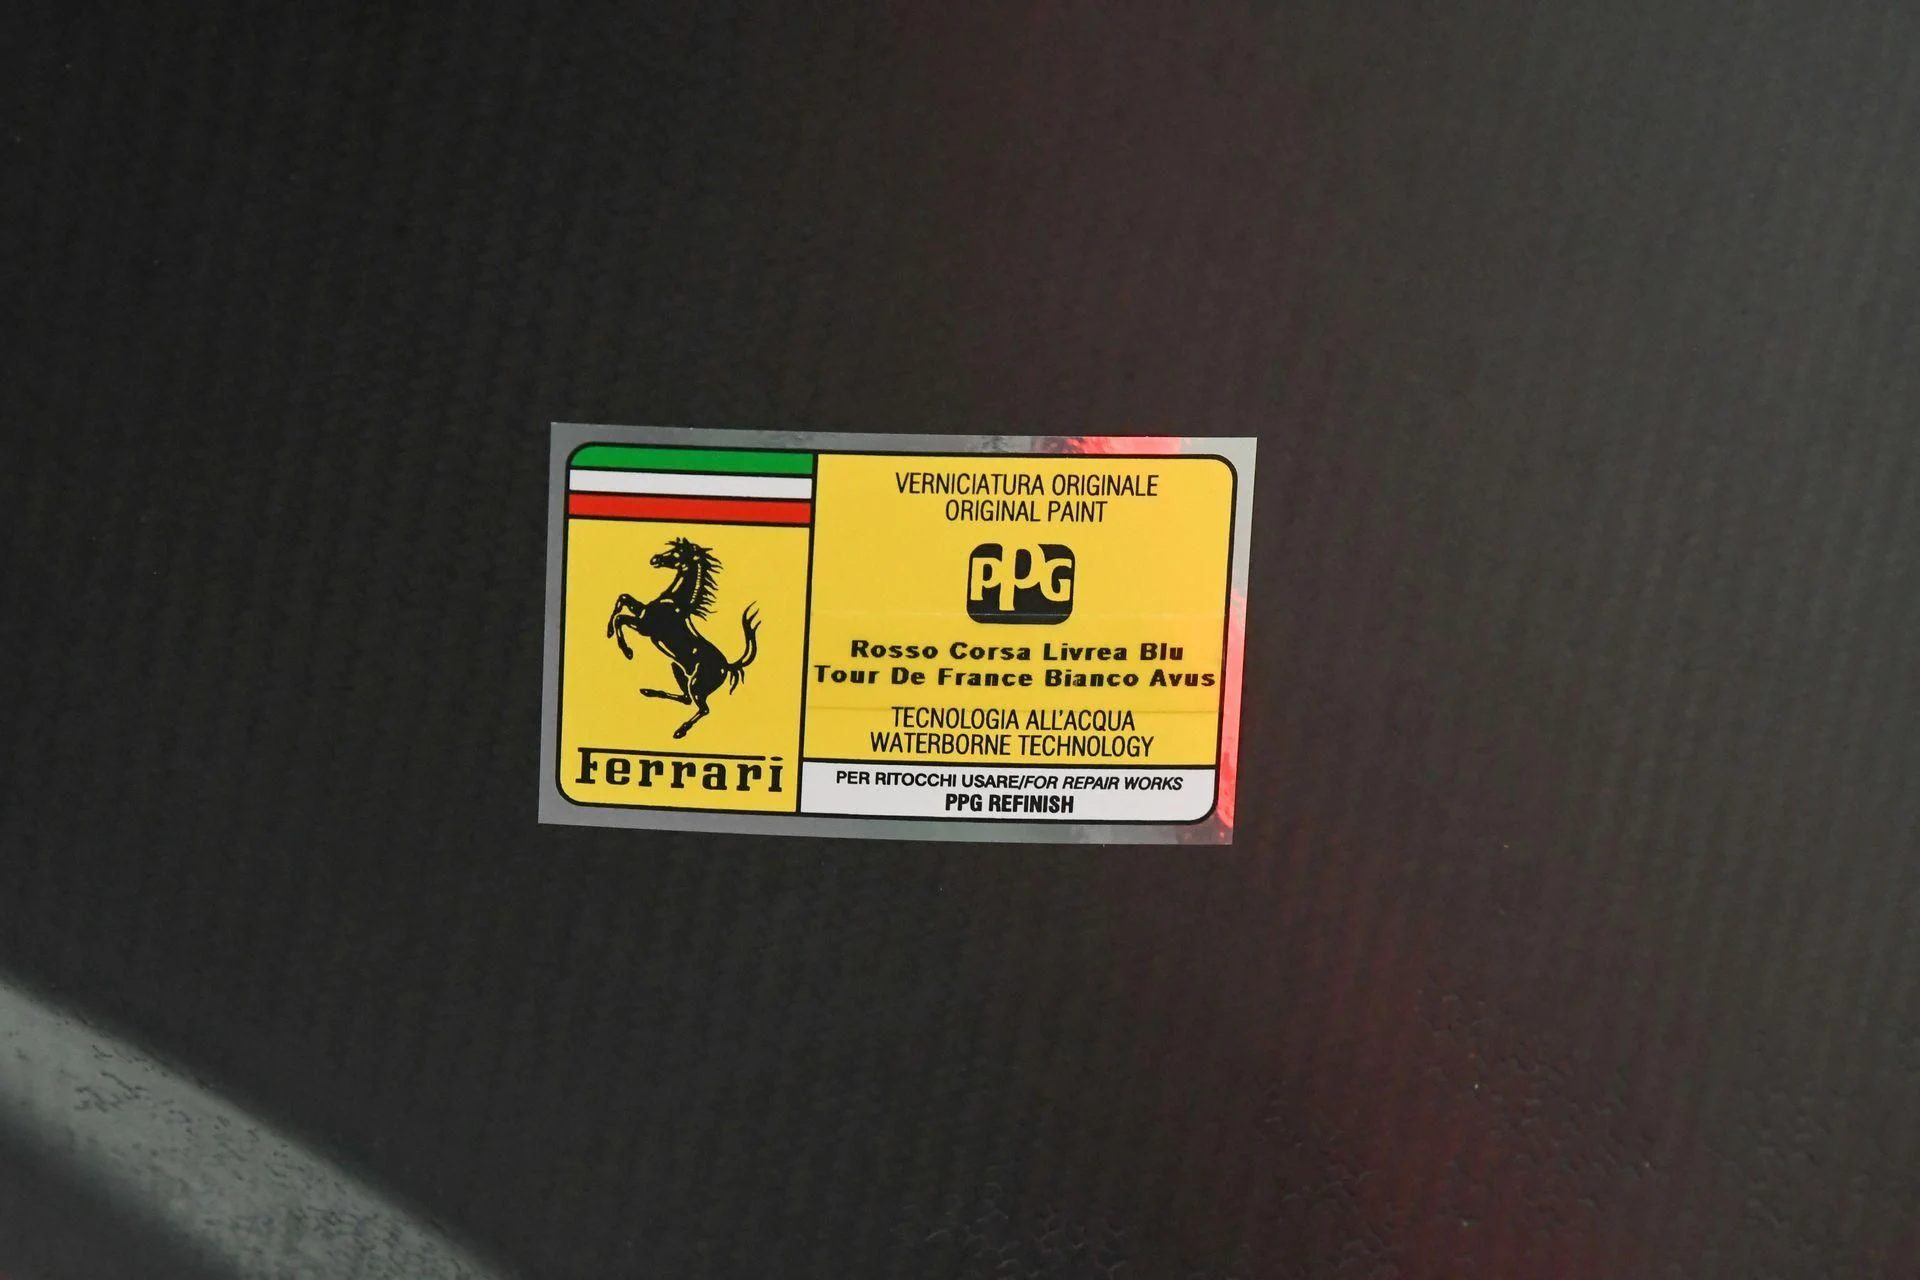 VERNICIATURA ORIGINALE
ORIGINAL PAINT
PPG
Rosso Corsa Livrea Blu
Tour De France Bianco Avus
TECNOLOGIA ALL'ACQUA
WATERBORNE TECHNOLOGY
Ferrari
PER RITOCCHI USARE/FOR REPAIR WORKS
PPG REFINISH